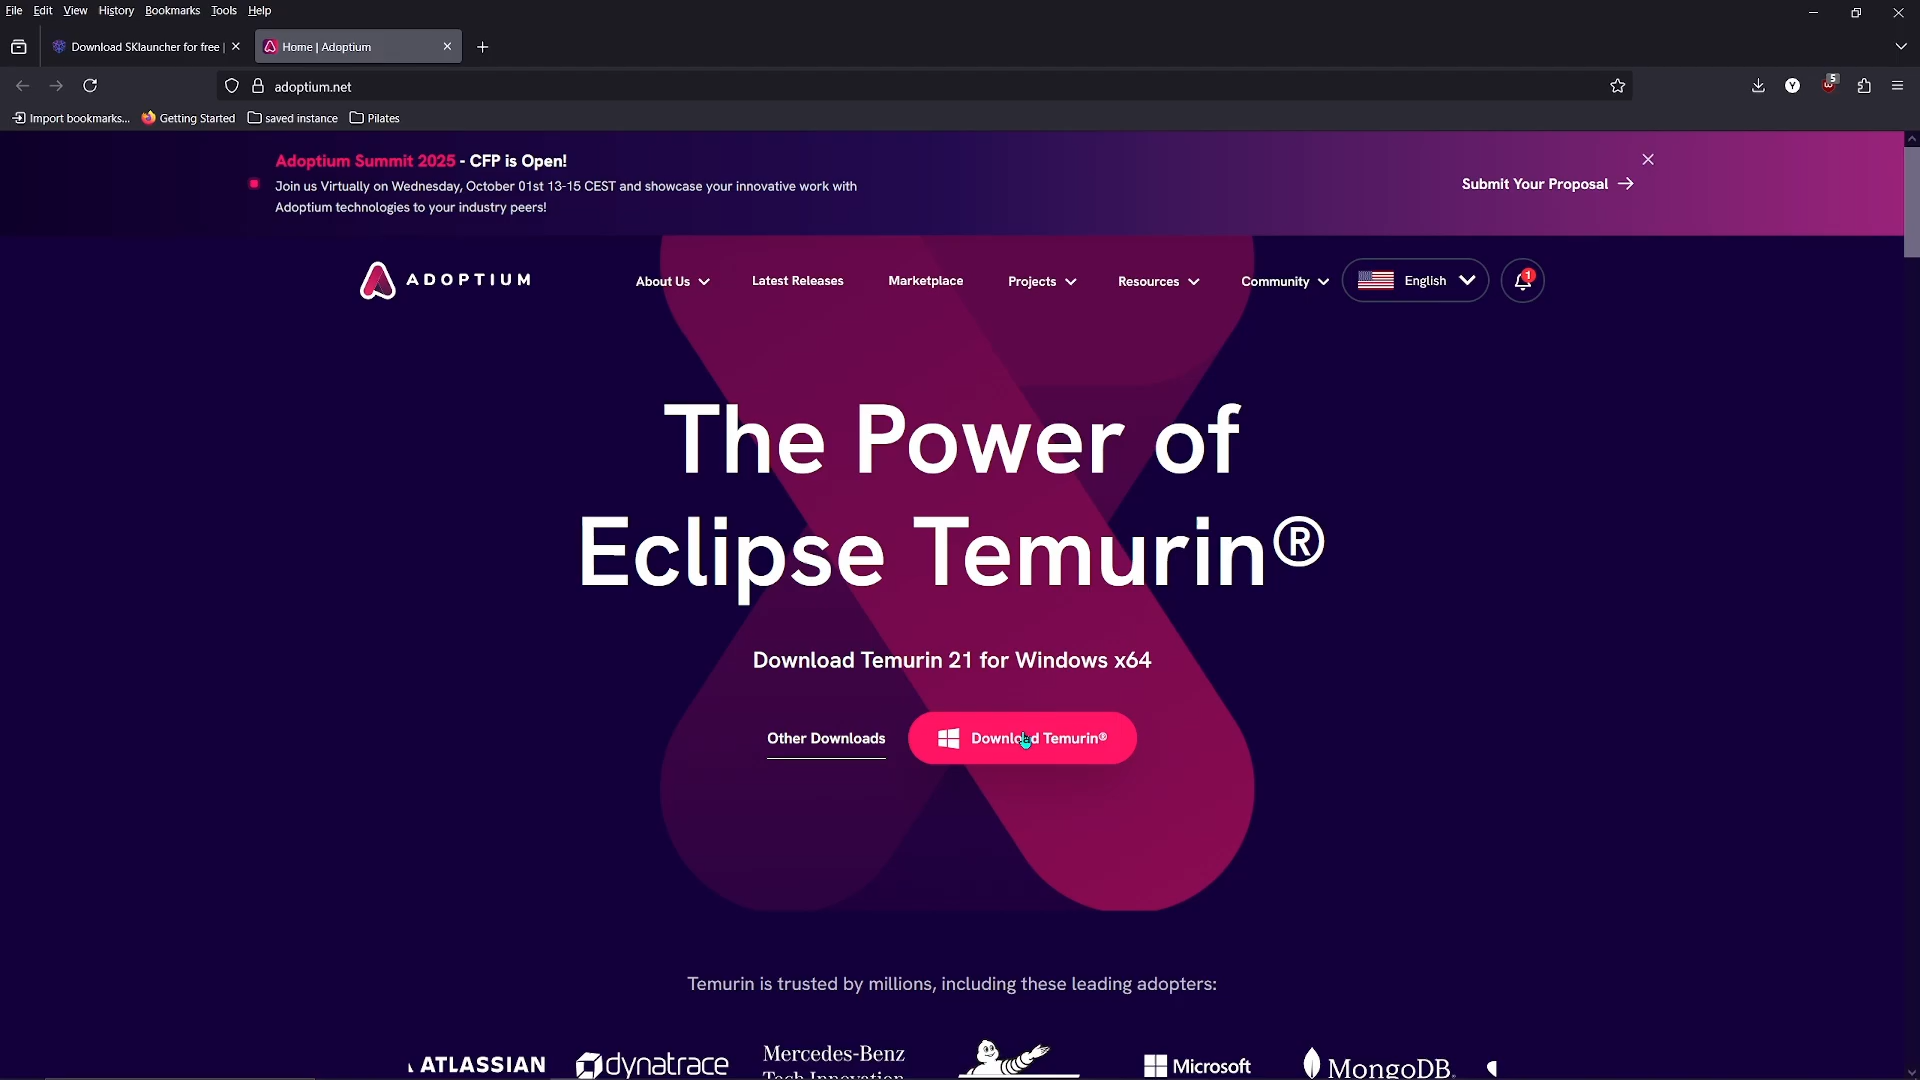 File Edit View History Bookmarks Tools Help
Download SKlauncher for free |
Home | Adoptium
adoptium.net
5
Y
Import bookmarks... Getting Started saved instance Pilates
Adoptium Summit 2025 - CFP is Open!
Join us Virtually on Wednesday, October 01st 13-15 CEST and showcase your innovative work with
Adoptium technologies to your industry peers!
Submit Your Proposal →
ADOPTIUM
About Us Latest Releases Marketplace Projects Resources Community English 1
The Power of
Eclipse Temurin®
Download Temurin 21 for Windows x64
Other Downloads Download Temurin®
Temurin is trusted by millions, including these leading adopters:
ATLASSIAN dynatrace Mercedes-Benz Microsoft MongoDB.
Tech Innovation